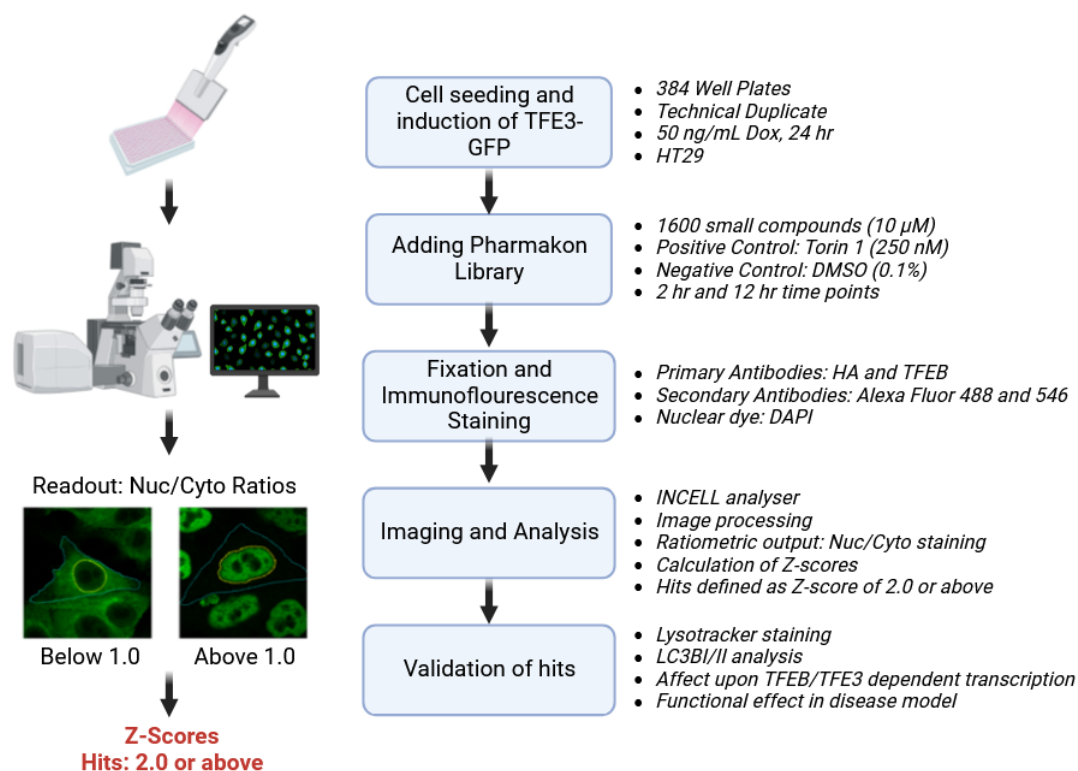 Cell seeding and
induction of TFE3-
GFP
• 384 Well Plates
• Technical Duplicate
• 50 ng/mL Dox, 24 hr
• HT29
Adding Pharmakon
Library
• 1600 small compounds (10 µM)
• Positive Control: Torin 1 (250 nM)
• Negative Control: DMSO (0.1%)
• 2 hr and 12 hr time points
Fixation and
Immunoflourescence
Staining
• Primary Antibodies: HA and TFEB
• Secondary Antibodies: Alexa Fluor 488 and 546
• Nuclear dye: DAPI
Imaging and Analysis
• INCELL analyser
• Image processing
• Ratiometric output: Nuc/Cyto staining
• Calculation of Z-scores
• Hits defined as Z-score of 2.0 or above
Validation of hits
• Lysotracker staining
• LC3BI/II analysis
• Affect upon TFEB/TFE3 dependent transcription
• Functional effect in disease model
Readout: Nuc/Cyto Ratios
Below 1.0
Above 1.0
Z-Scores
Hits: 2.0 or above